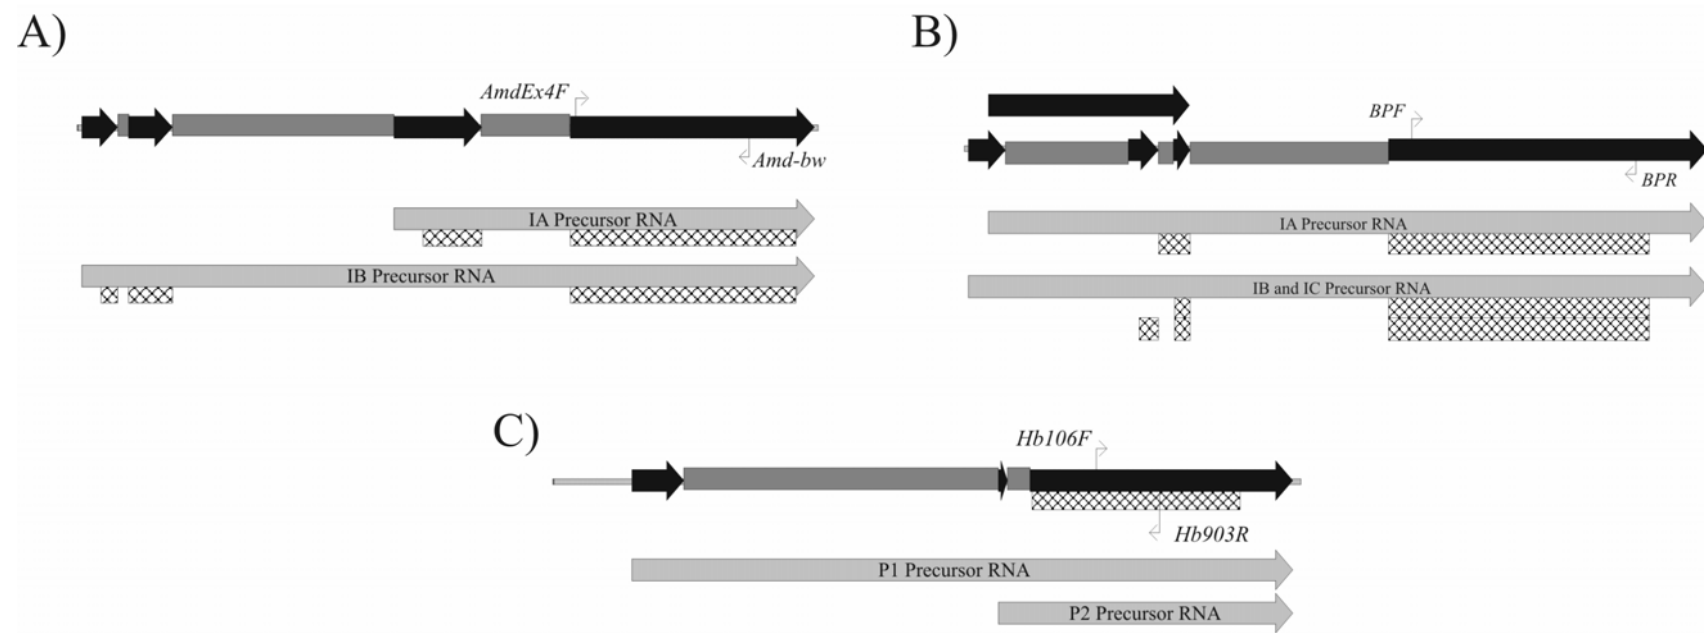 A)
AmdEx4F
Amd-bw
IA Precursor RNA
IB Precursor RNA
B)
BPF
BPR
IA Precursor RNA
IB and IC Precursor RNA
C)
Hb106F
Hb903R
P1 Precursor RNA
P2 Precursor RNA